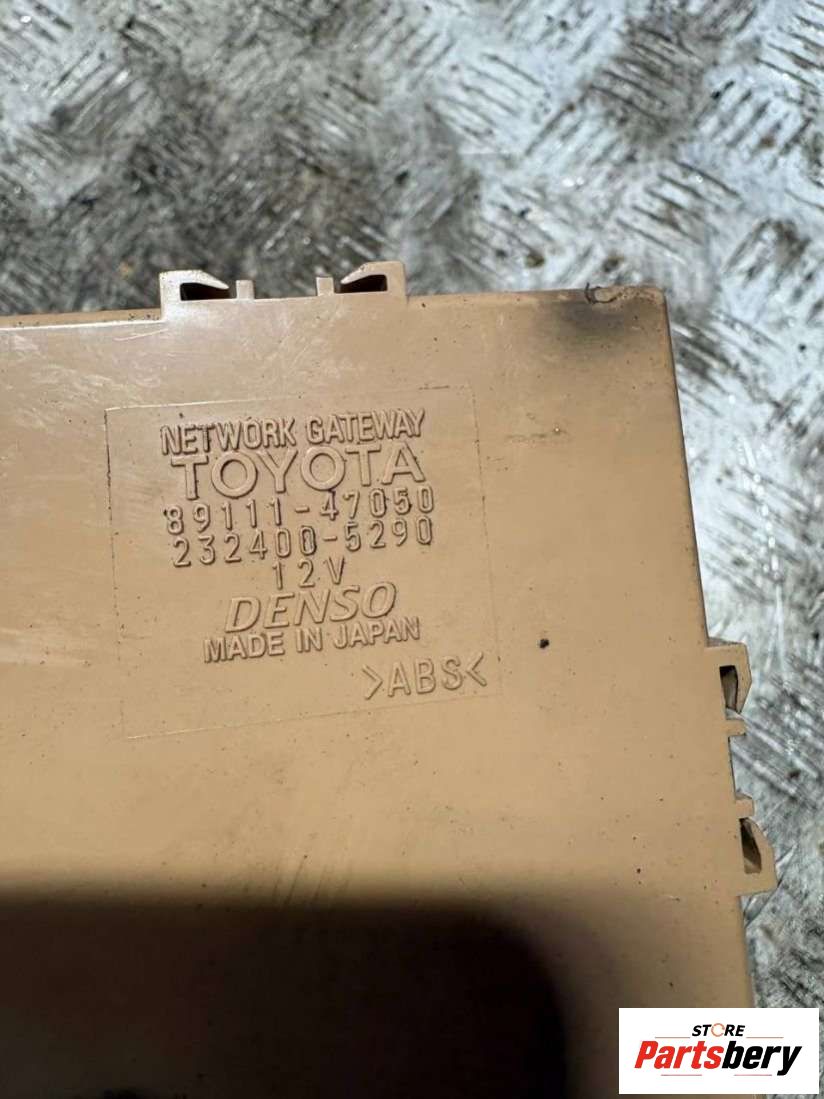 NETWORK GATEWAY
TOYOTA
89111-47050
232400-5290
12V
DENSO
MADE IN JAPAN
>ABS<
STORE
Partsbery